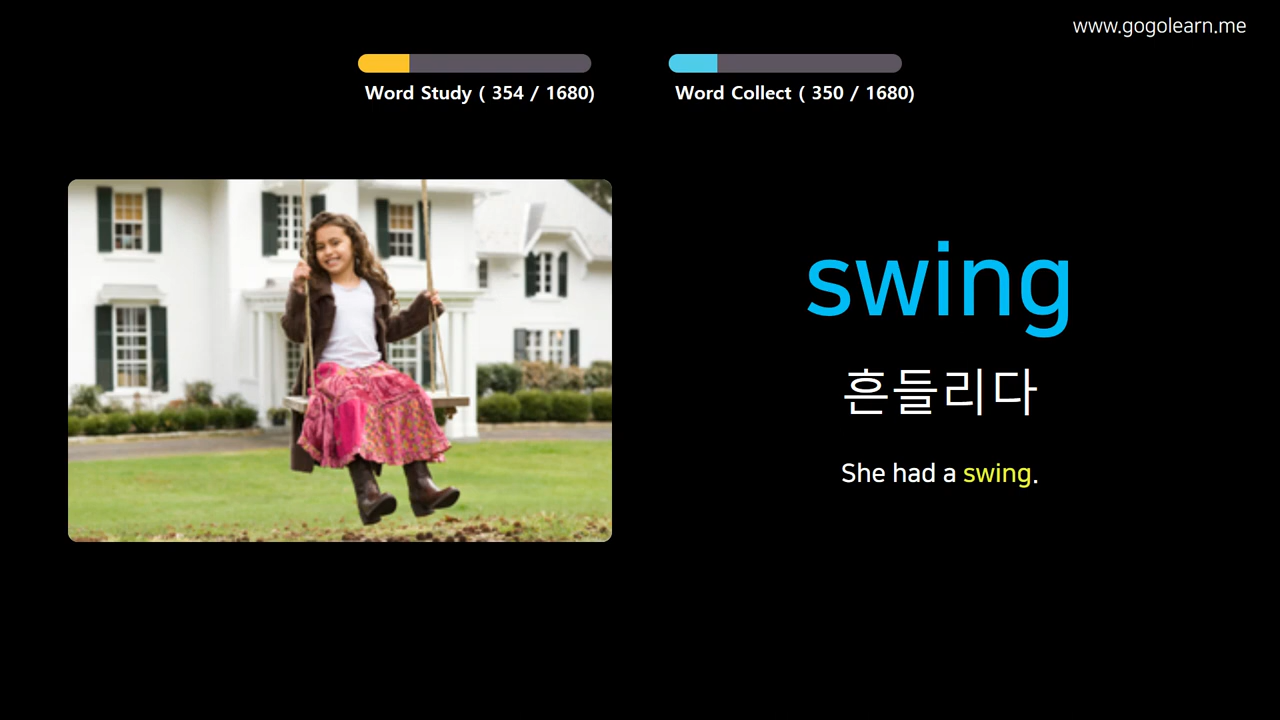 www.gogolearn.me
Word Study ( 354 / 1680)
Word Collect ( 350 / 1680)
swing
흔들리다
She had a swing.